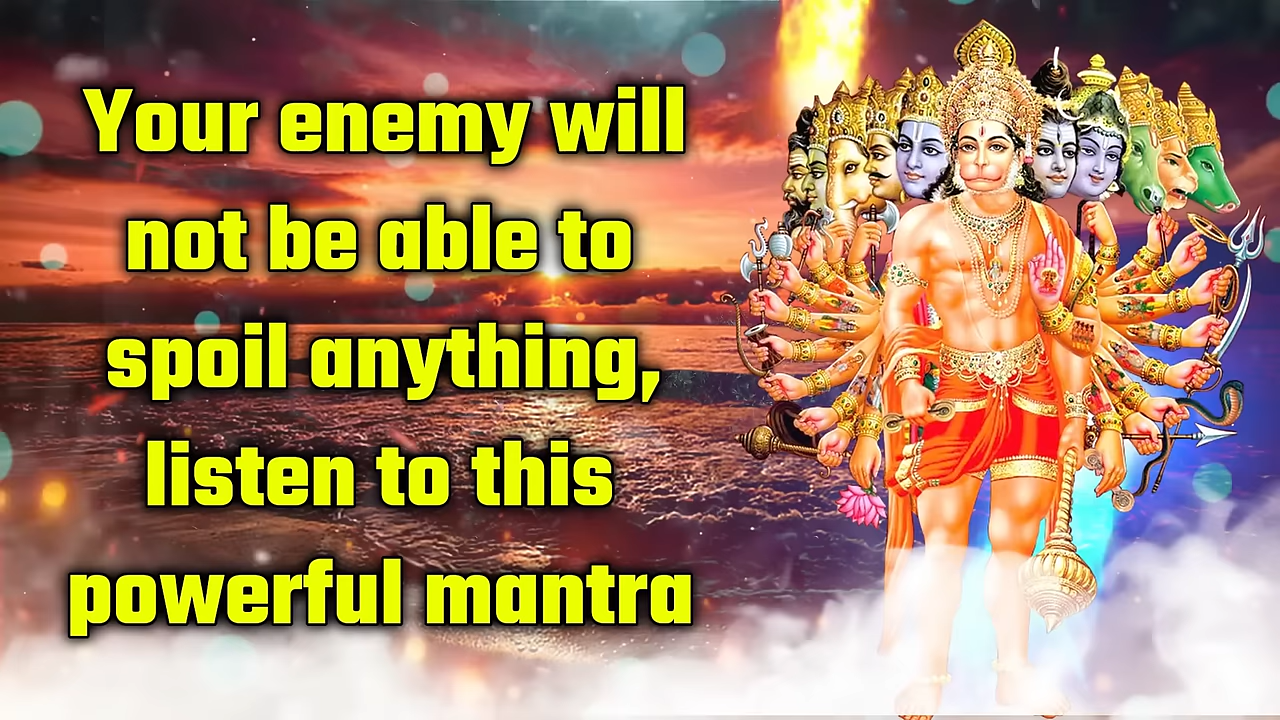 Your enemy will
not be able to
spoil anything,
listen to this
powerful mantra